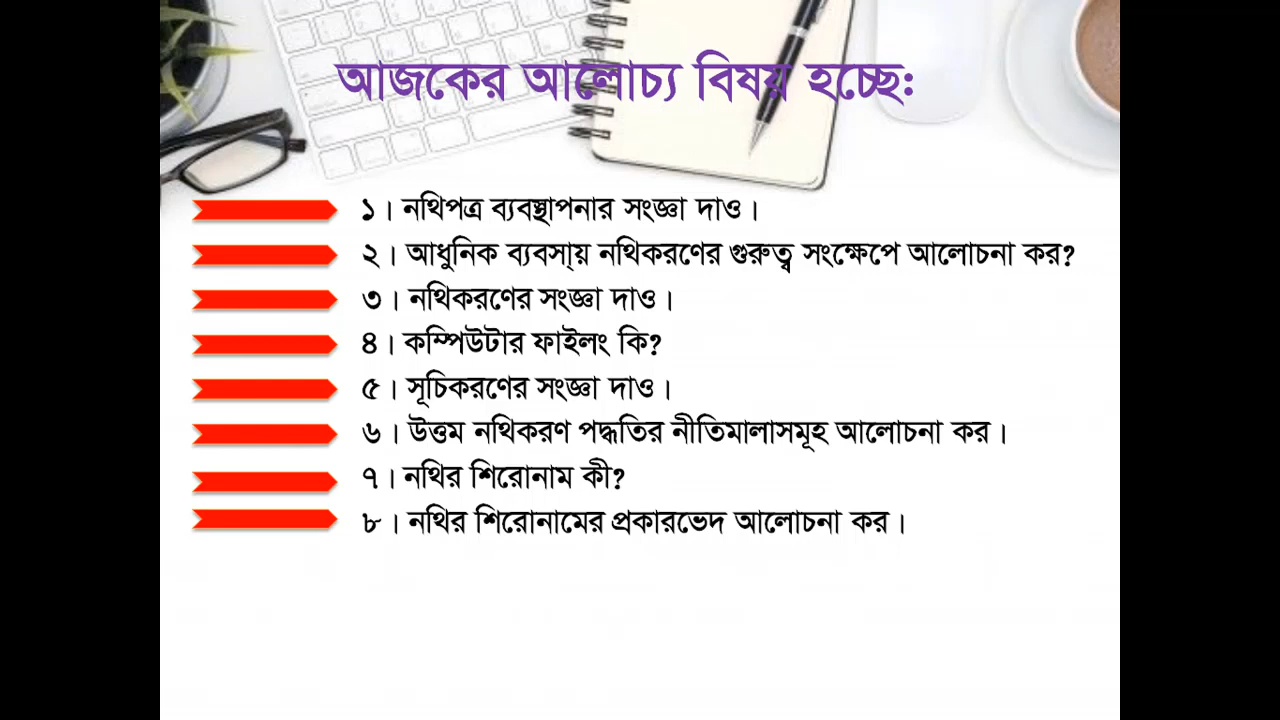 আজকের আলোচ্য বিষয় হচ্ছে:
১। নথিপত্র ব্যবস্থাপনার সংজ্ঞা দাও।
২। আধুনিক ব্যবসা্য় নথিকরণের গুরুত্ব সংক্ষেপে আলোচনা কর?
৩। নথিকরণের সংজ্ঞা দাও।
৪। কম্পিউটার ফাইলিং কি?
৫। সূচিকরণের সংজ্ঞা দাও।
৬। উত্তম নথিকরণ পদ্ধতির নীতিমালাসমূহ আলোচনা কর।
৭। নথির শিরোনাম কী?
৮। নথির শিরোনামের প্রকারভেদ আলোচনা কর।